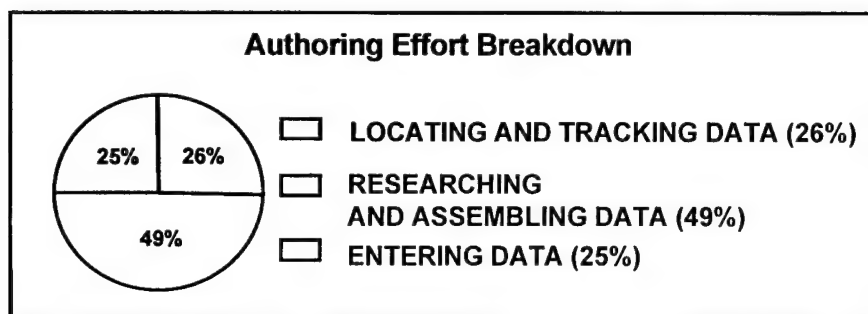 Authoring Effort Breakdown
25% 26%
49%
LOCATING AND TRACKING DATA (26%)
RESEARCHING
AND ASSEMBLING DATA (49%)
ENTERING DATA (25%)